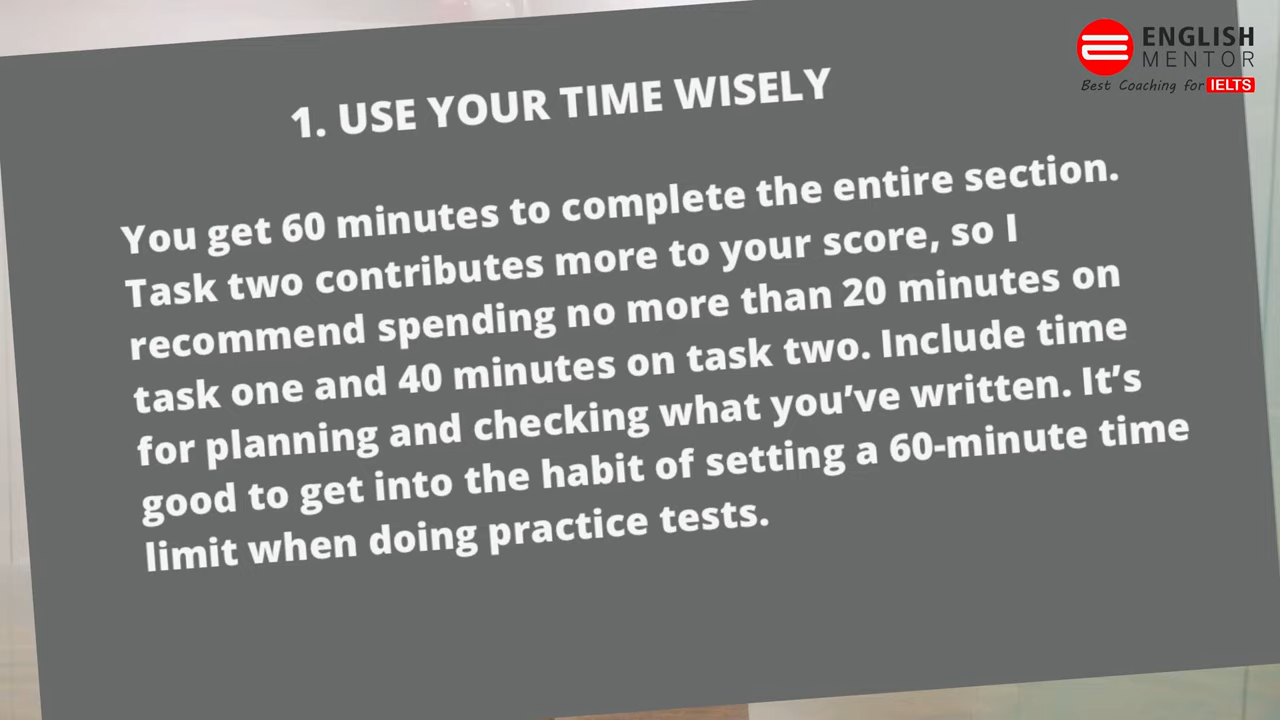 ENGLISH
MENTOR
Best Coaching for IELTS
1. USE YOUR TIME WISELY
You get 60 minutes to complete the entire section.
Task two contributes more to your score, so I
recommend spending no more than 20 minutes on
task one and 40 minutes on task two. Include time
for planning and checking what you’ve written. It’s
good to get into the habit of setting a 60-minute time
limit when doing practice tests.